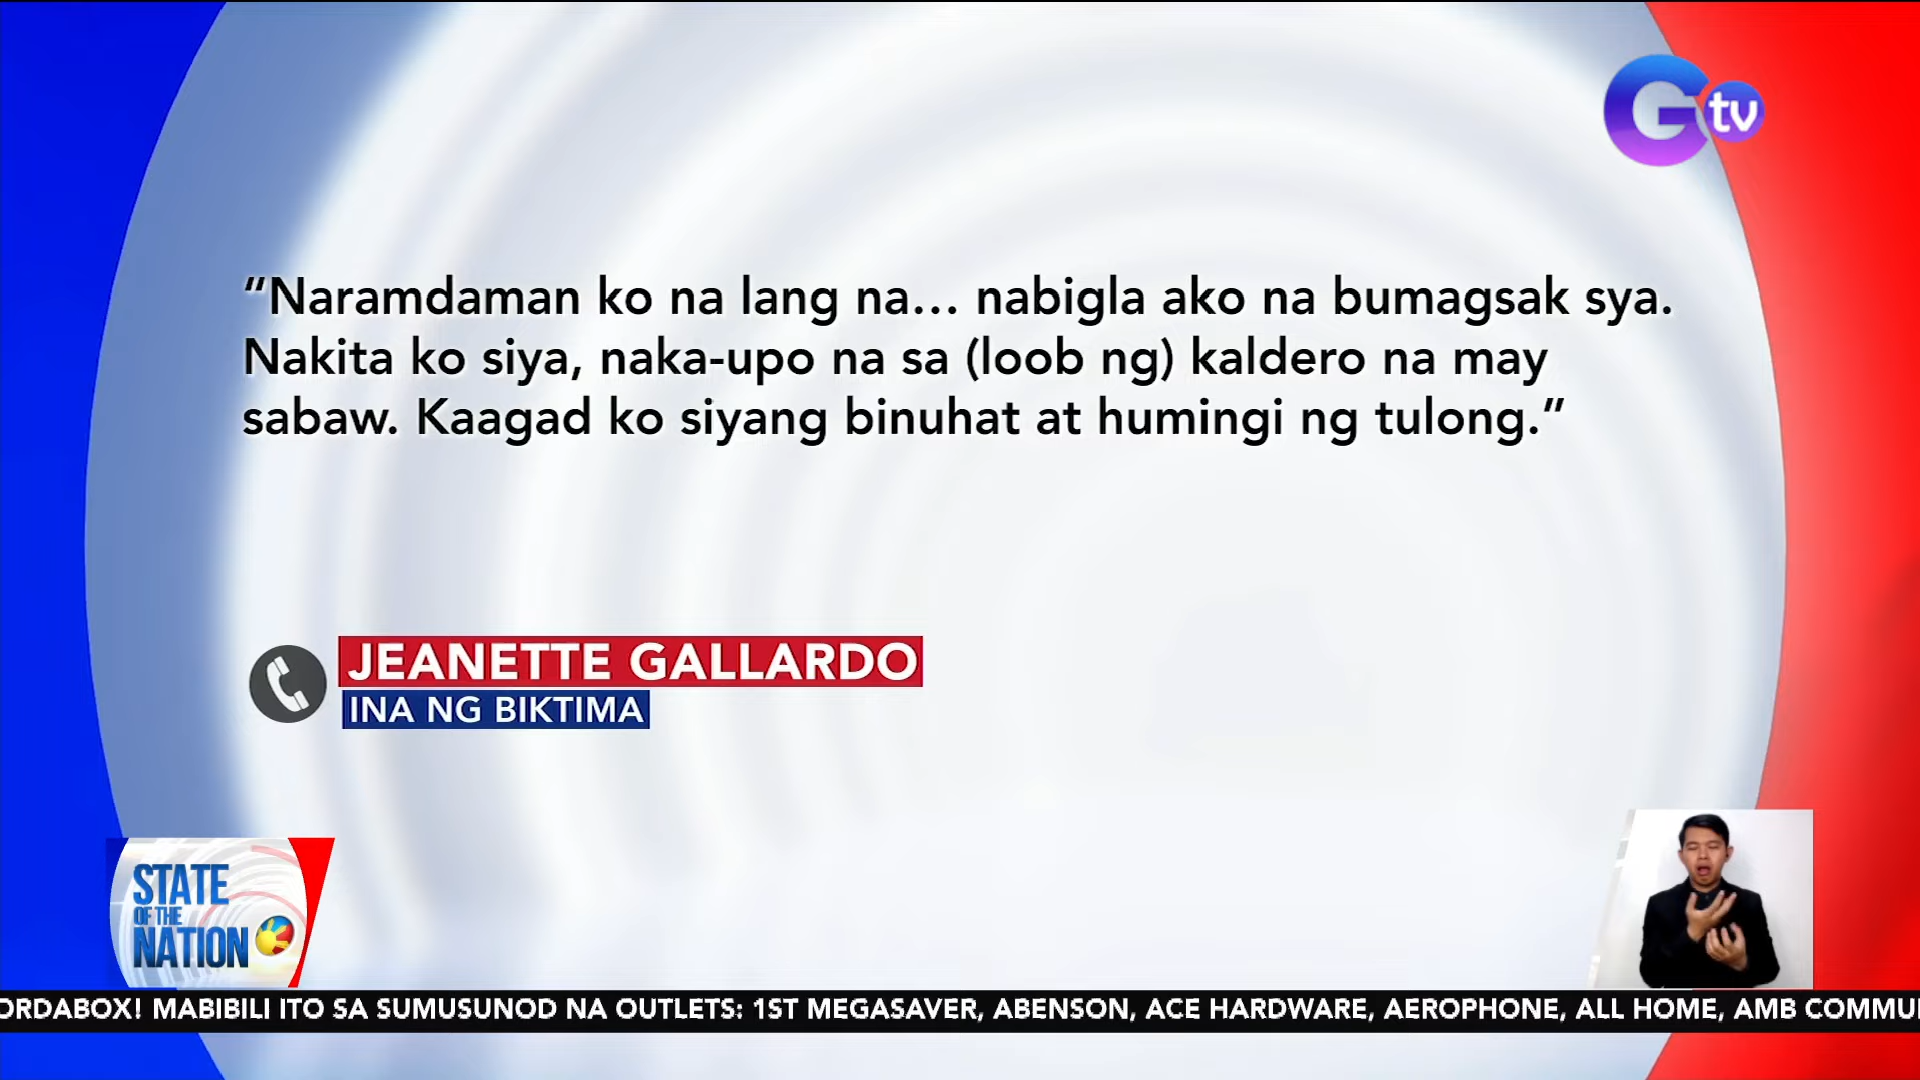 Gtv
“Naramdaman ko na lang na... nabigla ako na bumagsak sya.
Nakita ko siya, naka-upo na sa (loob ng) kaldero na may
sabaw. Kaagad ko siyang binuhat at humingi ng tulong.”
JEANETTE GALLARDO
INA NG BIKTIMA
STATE
OF THE
NATION
ORDABOX! MABIBILI ITO SA SUMUSUNOD NA OUTLETS: 1ST MEGASAVER, ABENSON, ACE HARDWARE, AEROPHONE, ALL HOME, AMB COMMU